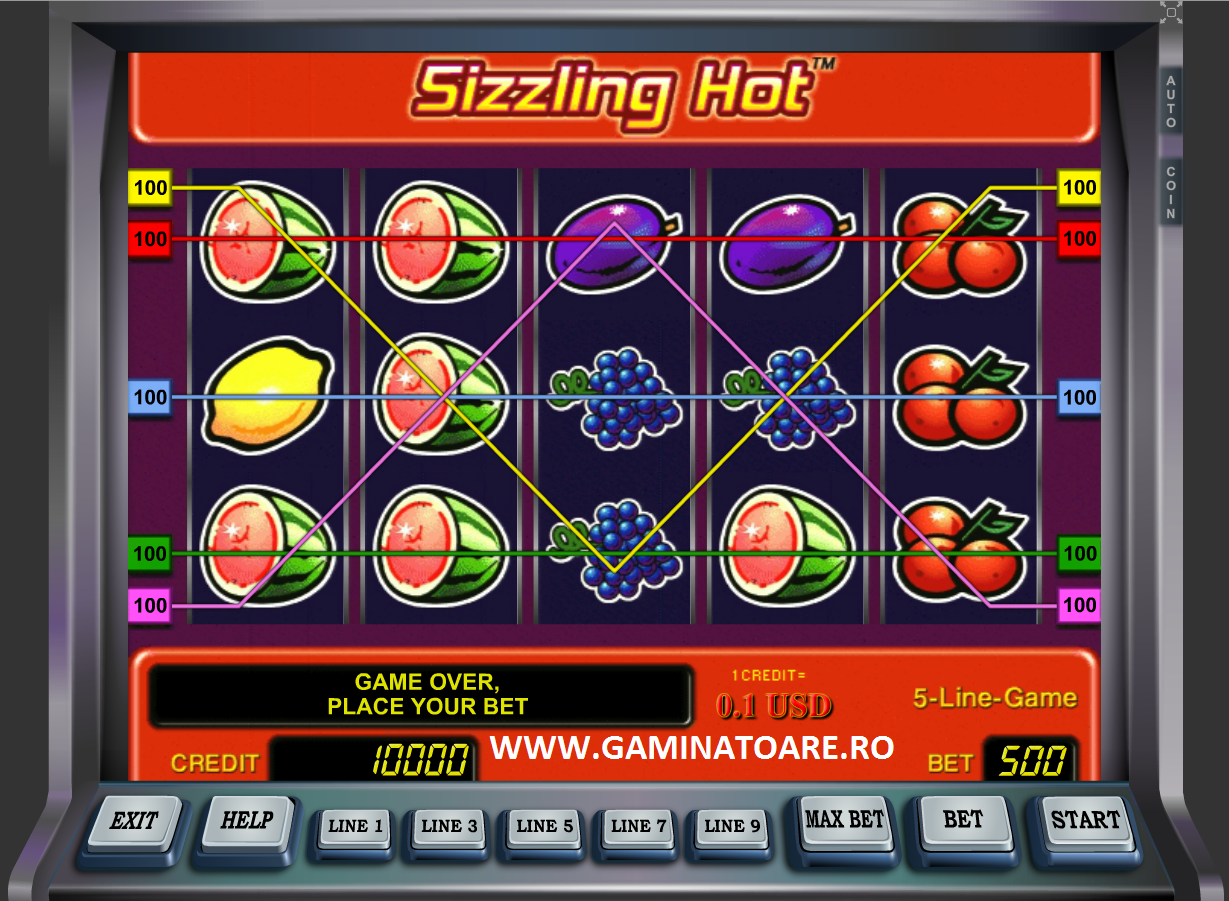 Sizzling Hot™
AUTO
COIN
100 100
100 100
100 100
100 100
100 100
GAME OVER,
PLACE YOUR BET
1 CREDIT=
0.1 USD
5-Line-Game
CREDIT 10000
WWW.GAMINATOARE.RO
BET 500
EXIT HELP LINE 1 LINE 3 LINE 5 LINE 7 LINE 9 MAX BET BET START